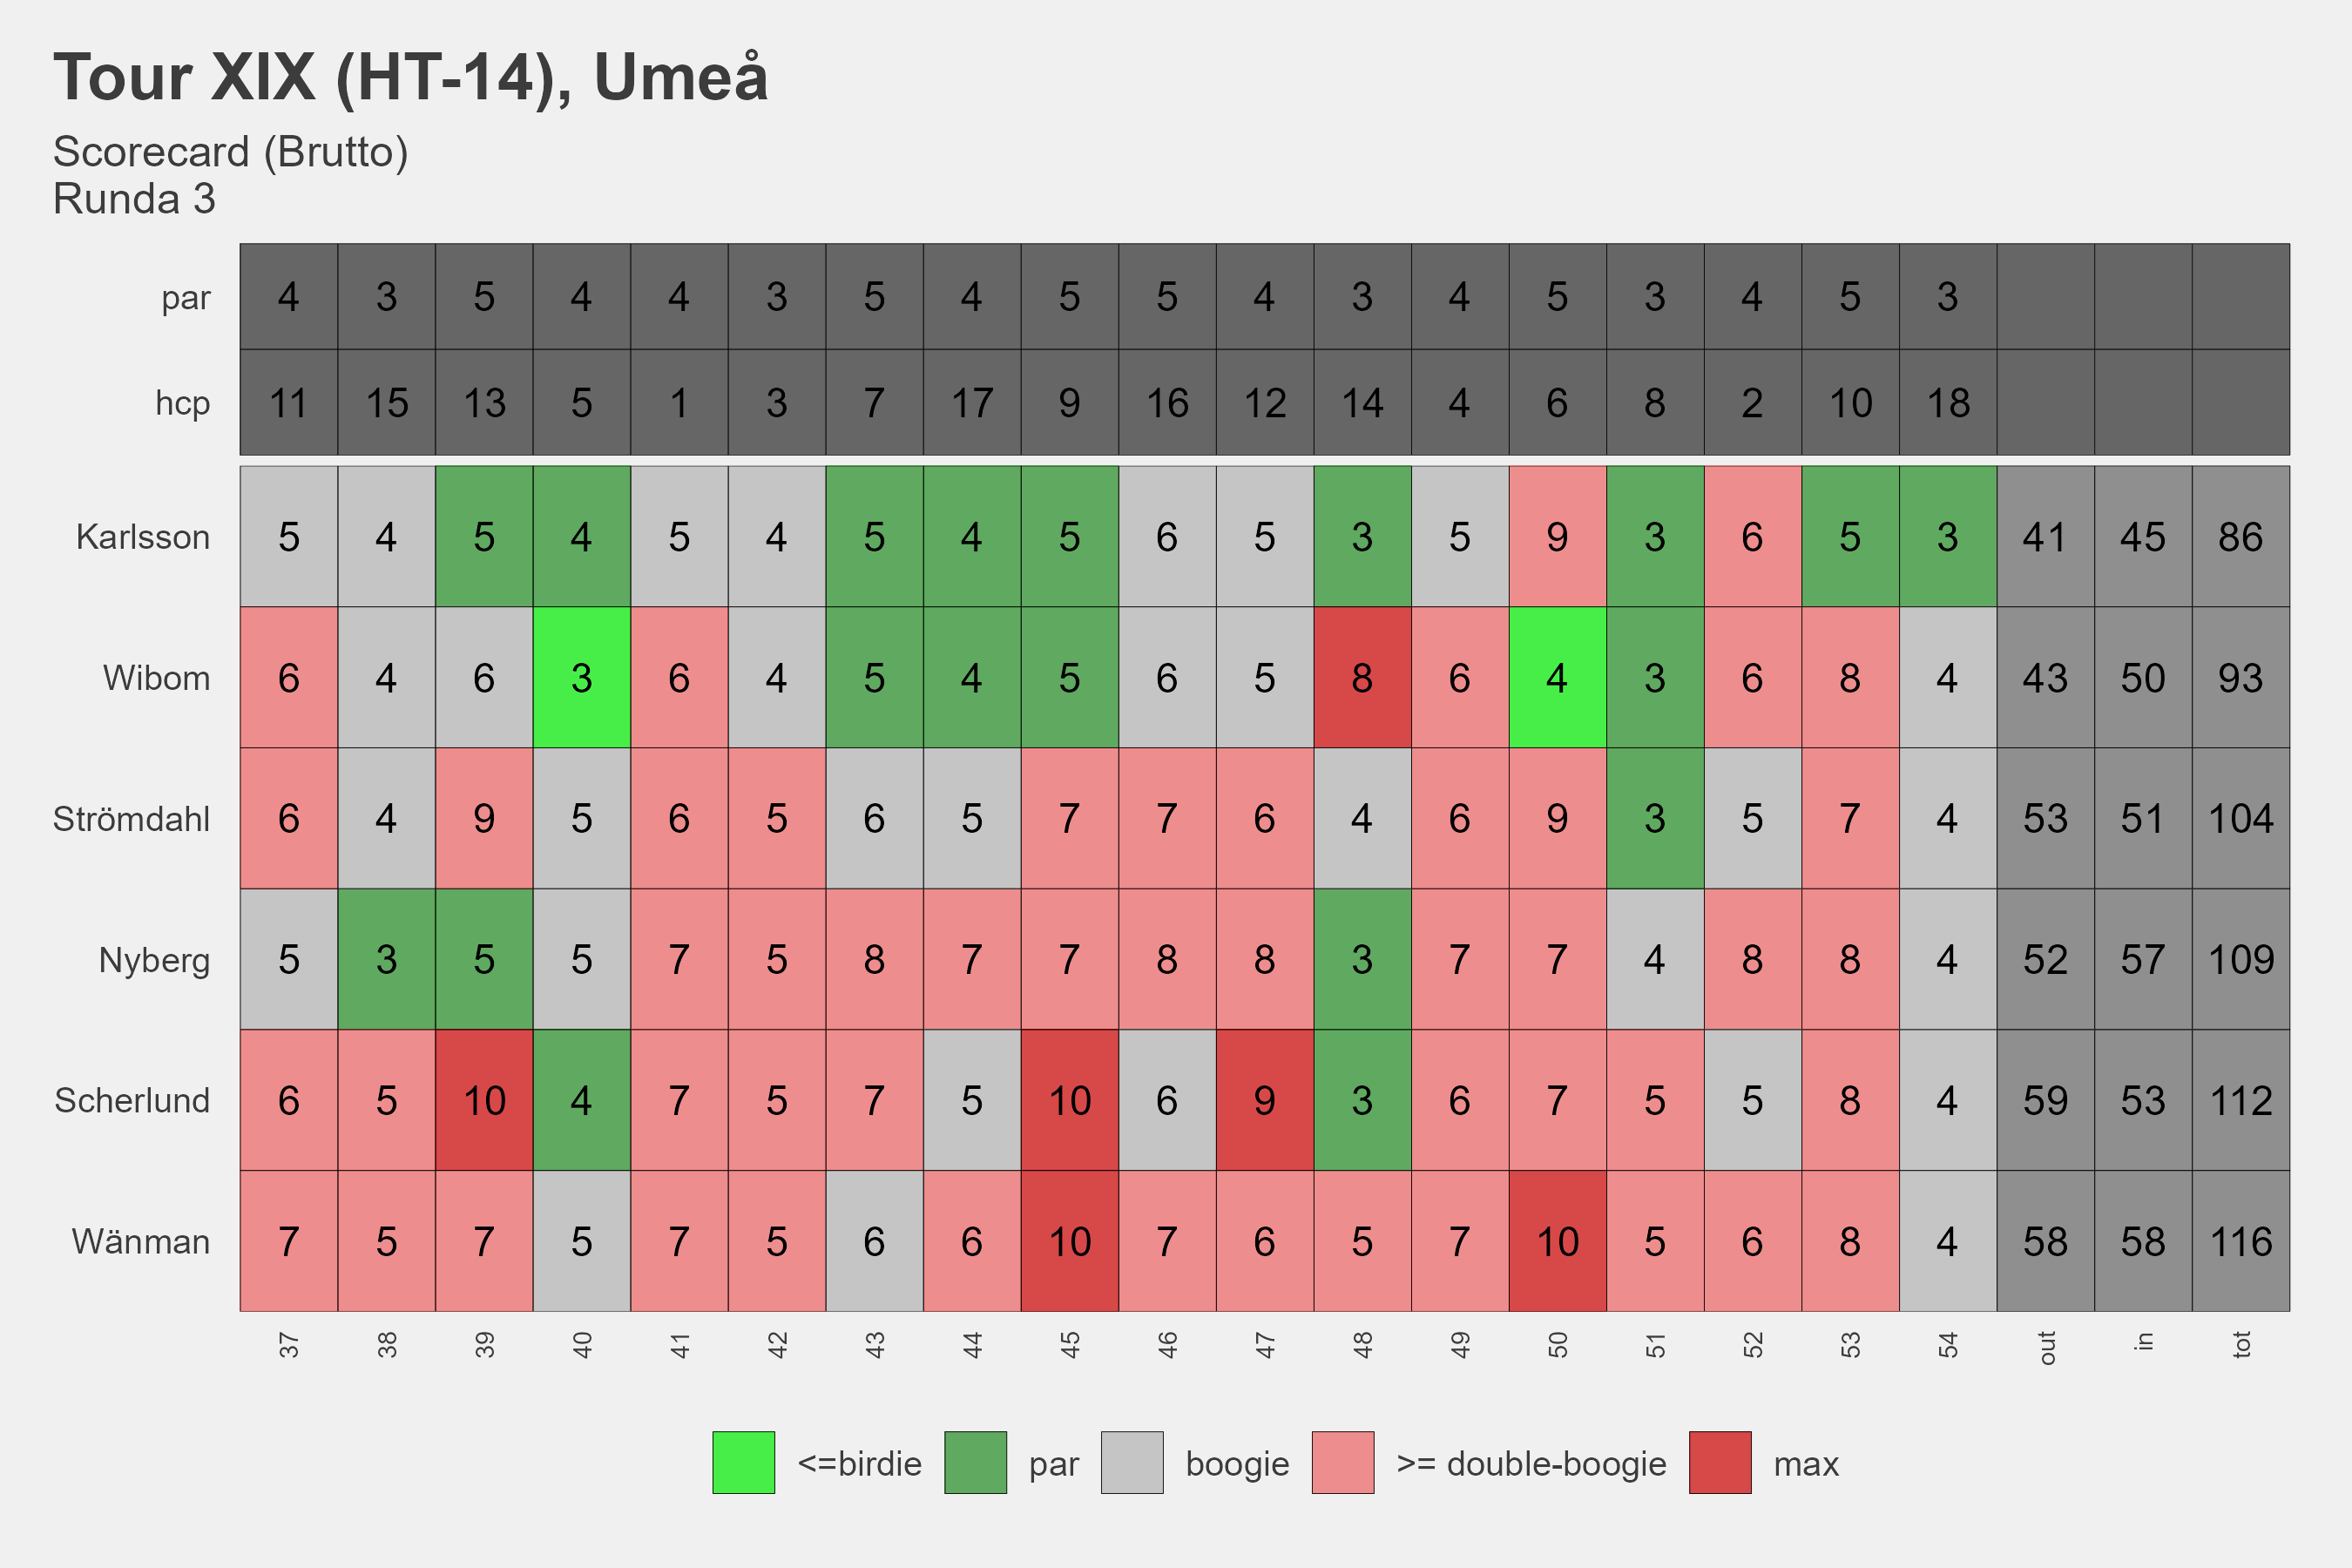 Tour XIX (HT-14), Umeå
Scorecard (Brutto)
Runda 3
par 4 3 5 4 4 3 5 4 5 5 4 3 4 5 3 4 5 3
hcp 11 15 13 5 1 3 7 17 9 16 12 14 4 6 8 2 10 18
Karlsson 5 4 5 4 5 4 5 4 5 6 5 3 5 9 3 6 5 3 41 45 86
Wibom 6 4 6 3 6 4 5 4 5 6 5 8 6 4 3 6 8 4 43 50 93
Strömdahl 6 4 9 5 6 5 6 5 7 7 6 4 6 9 3 5 7 4 53 51 104
Nyberg 5 3 5 5 7 5 8 7 7 8 8 3 7 7 4 8 8 4 52 57 109
Scherlund 6 5 10 4 7 5 7 5 10 6 9 3 6 7 5 5 8 4 59 53 112
Wänman 7 5 7 5 7 5 6 6 10 7 6 5 7 10 5 6 8 4 58 58 116
37 38 39 40 41 42 43 44 45 46 47 48 49 50 51 52 53 54 out in tot
<=birdie par boogie >= double-boogie max